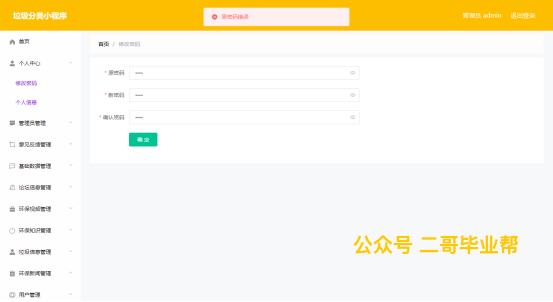 垃圾分类小程序
原密码错误
管理员 admin 退出登录
首页
首页 / 修改密码
个人中心
修改密码
个人信息
* 原密码
* 新密码
* 确认密码
确定
管理员管理
意见反馈管理
基础数据管理
论坛信息管理
环保视频管理
环保知识管理
垃圾信息管理
环保新闻管理
用户管理
公众号 二哥毕业帮